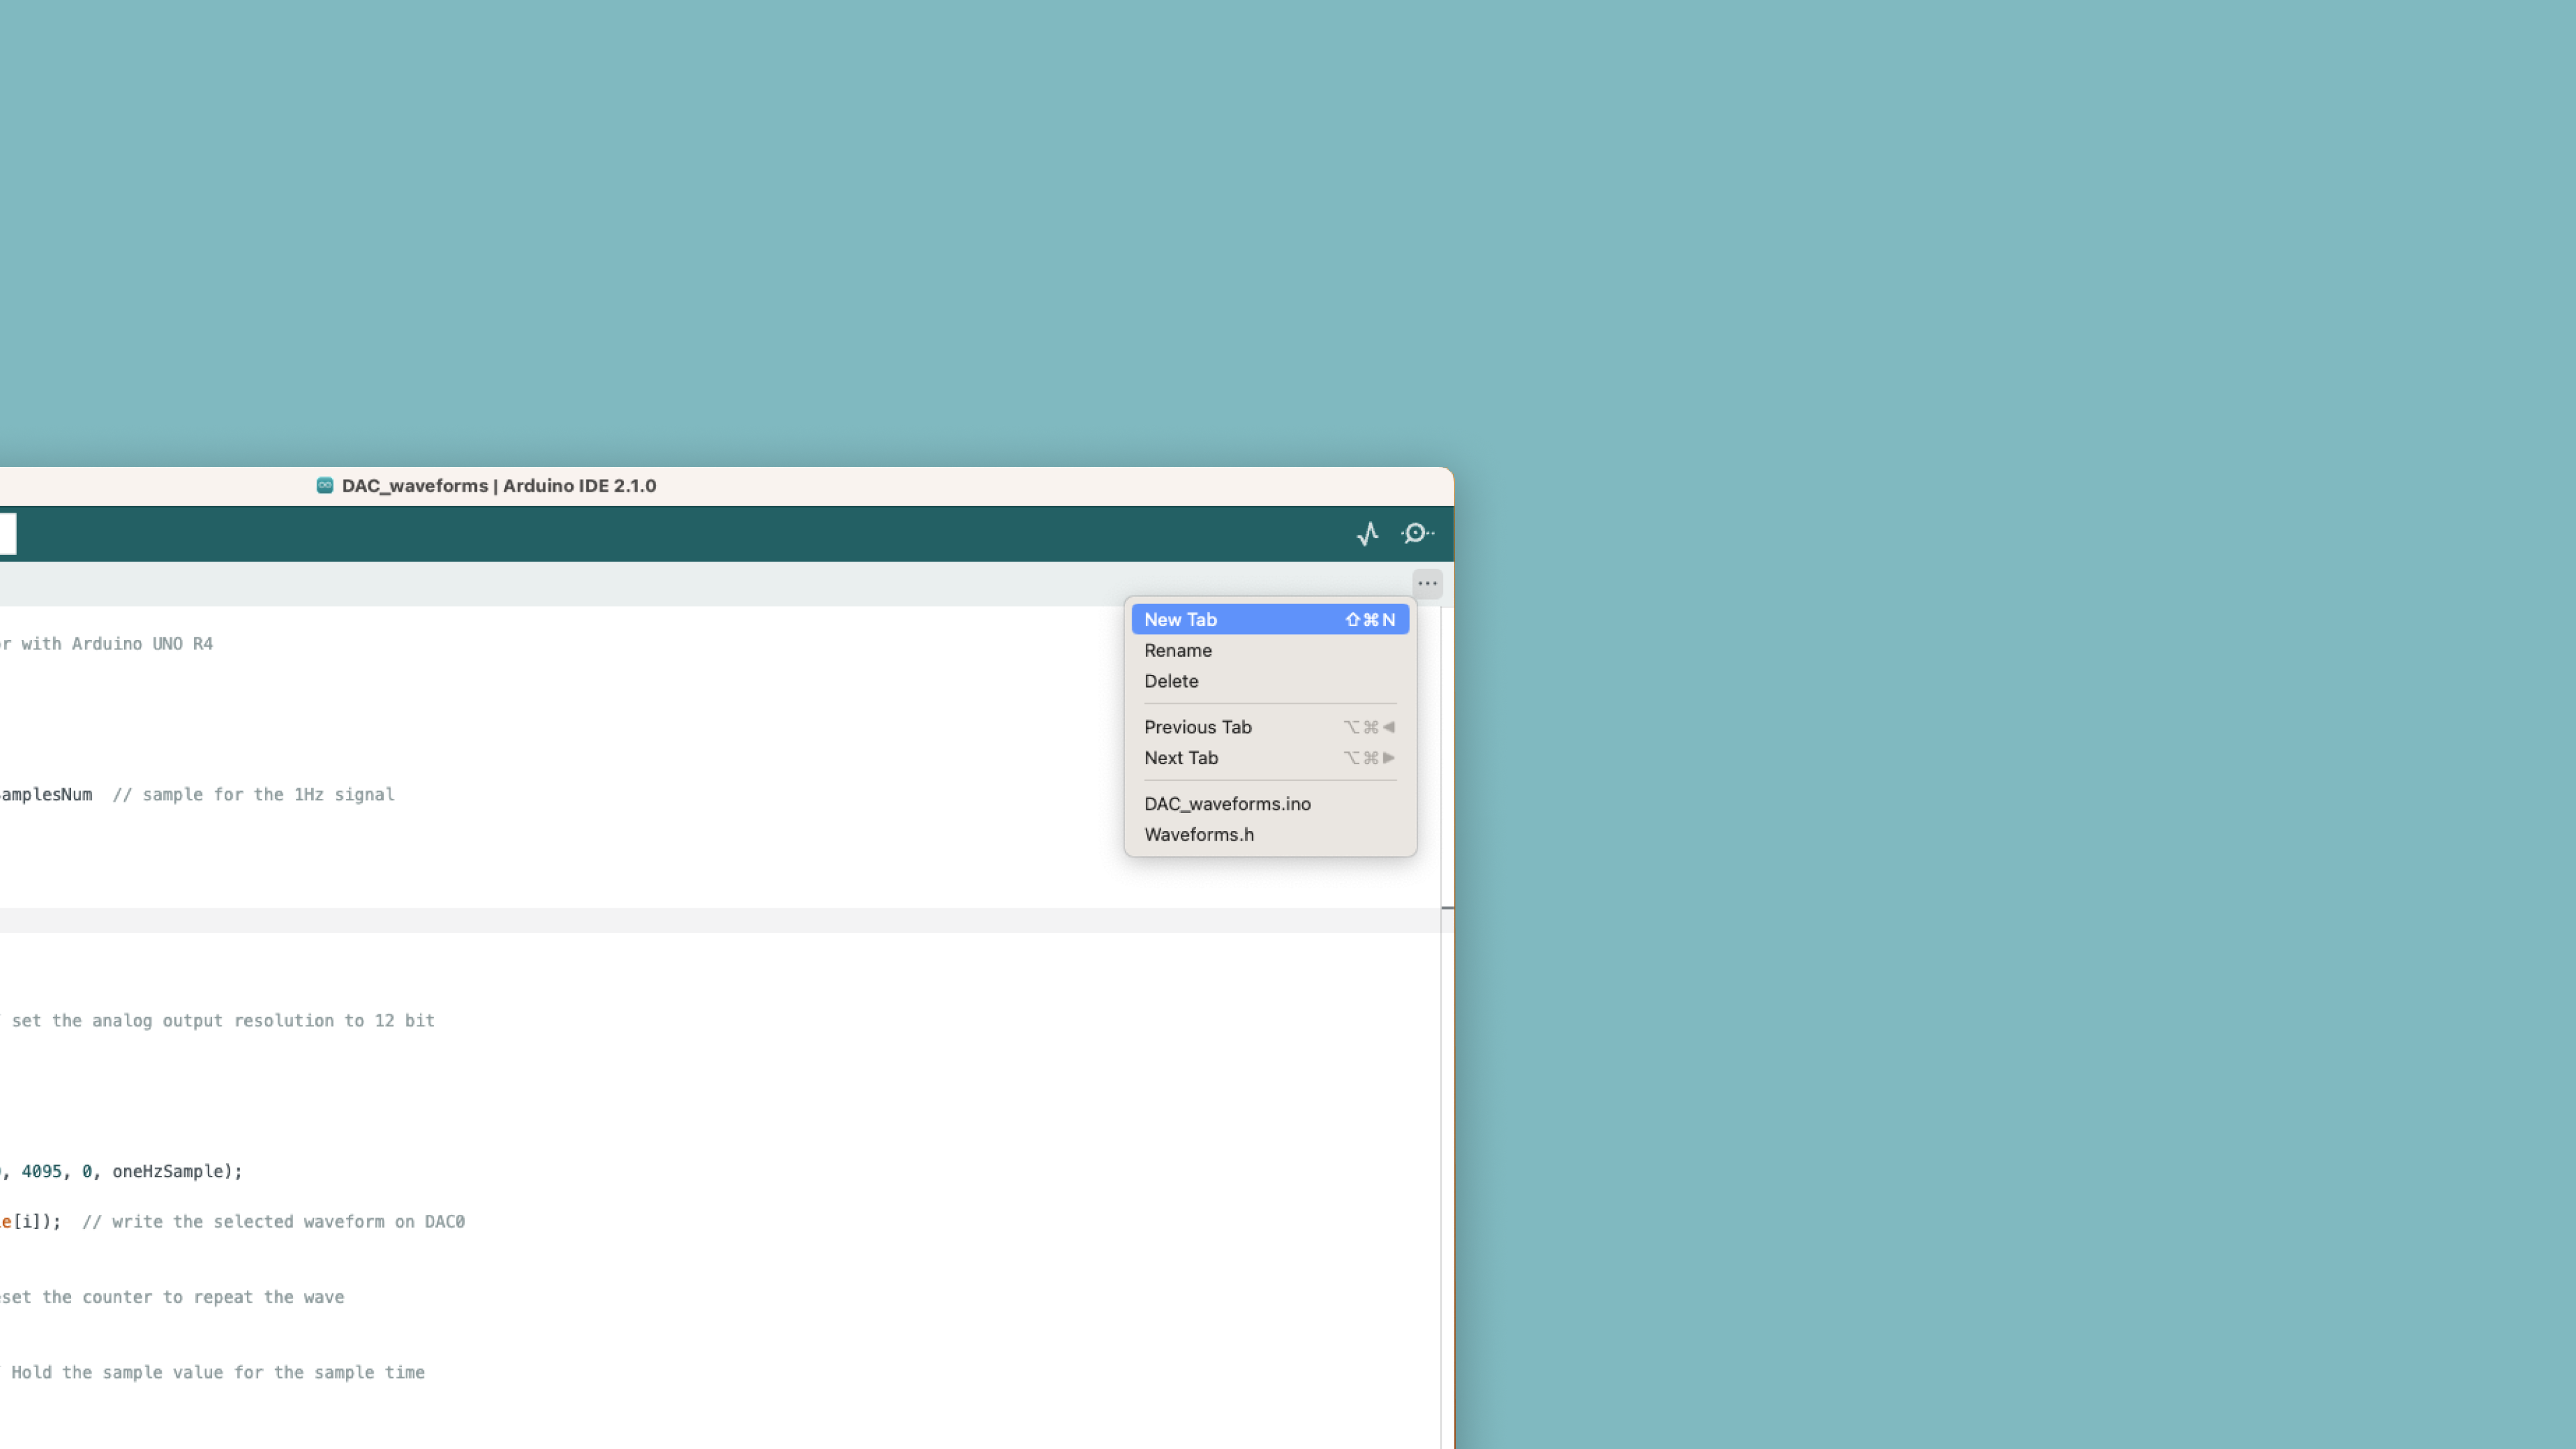 DAC_waveforms | Arduino IDE 2.1.0
New Tab ⇧⌘N
Rename
Delete
Previous Tab ⌥⌘◀
Next Tab ⌥⌘▶
DAC_waveforms.ino
Waveforms.h
r with Arduino UNO R4
amplesNum // sample for the 1Hz signal
set the analog output resolution to 12 bit
, 4095, 0, oneHzSample);
e[i]); // write the selected waveform on DAC0
set the counter to repeat the wave
Hold the sample value for the sample time